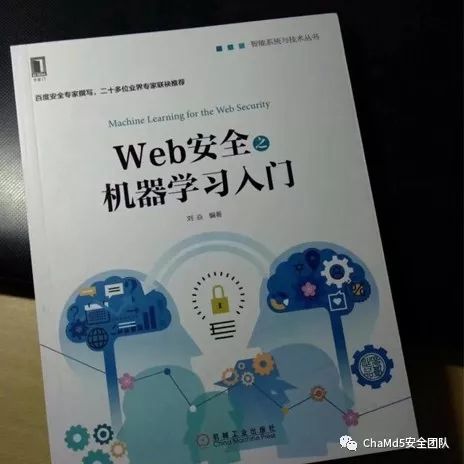 智能系统与技术丛书
百度安全专家撰写，二十多位业界专家联袂推荐
Machine Learning for the Web Security
Web安全之
机器学习入门
刘焱 编著
机械工业出版社
China Machine Press
ChaMd5安全团队